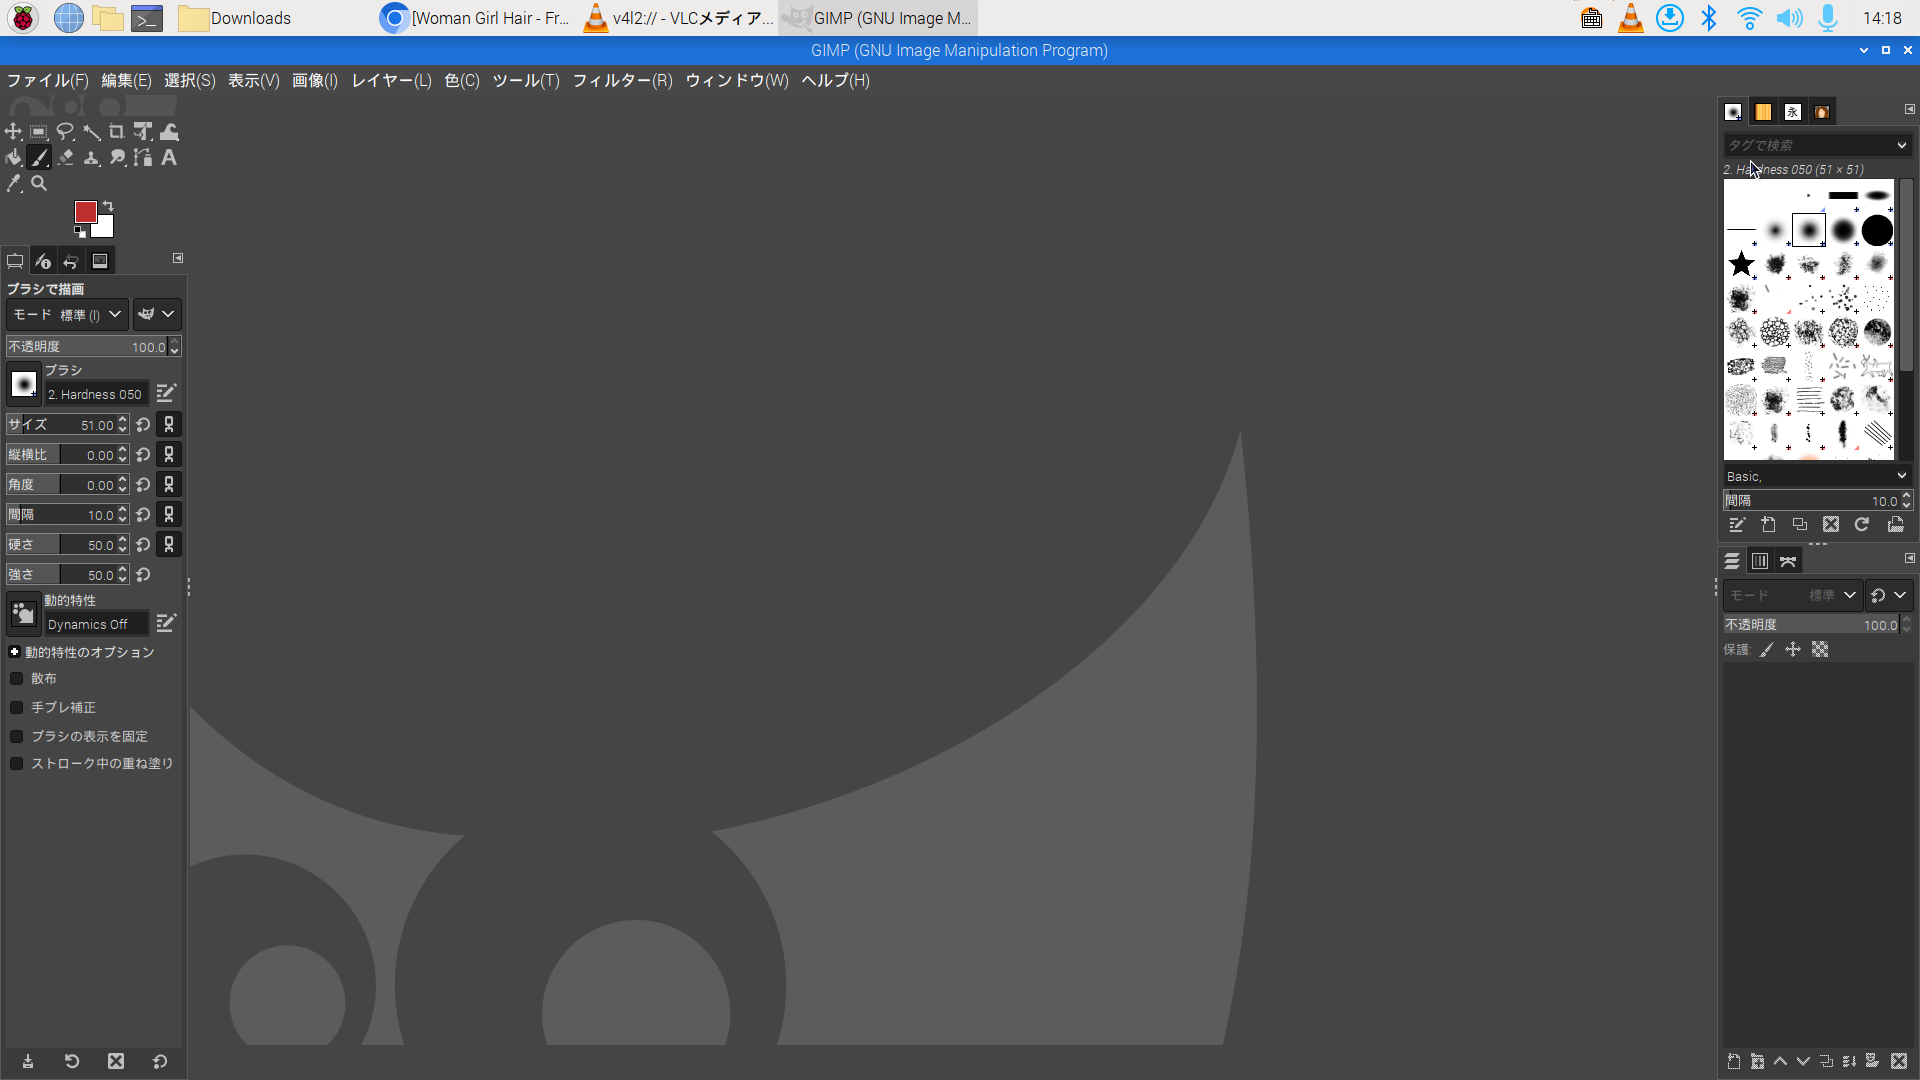 Downloads
[Woman Girl Hair - Fr...
v4l2:// - VLCメディア...
GIMP (GNU Image M...
14:18
GIMP (GNU Image Manipulation Program)
ファイル(F) 編集(E) 選択(S) 表示(V) 画像(I) レイヤー(L) 色(C) ツール(T) フィルター(R) ウィンドウ(W) ヘルプ(H)
ブラシで描画
モード 標準 (l)
不透明度 100.0
ブラシ
2. Hardness 050
サイズ 51.00
縦横比 0.00
角度 0.00
間隔 10.0
硬さ 50.0
強さ 50.0
動的特性
Dynamics Off
動的特性のオプション
散布
手ブレ補正
ブラシの表示を固定
ストローク中の重ね塗り
永
タグで検索
2. Hardness 050 (51 × 51)
Basic,
間隔 10.0
モード 標準
不透明度 100.0
保護: